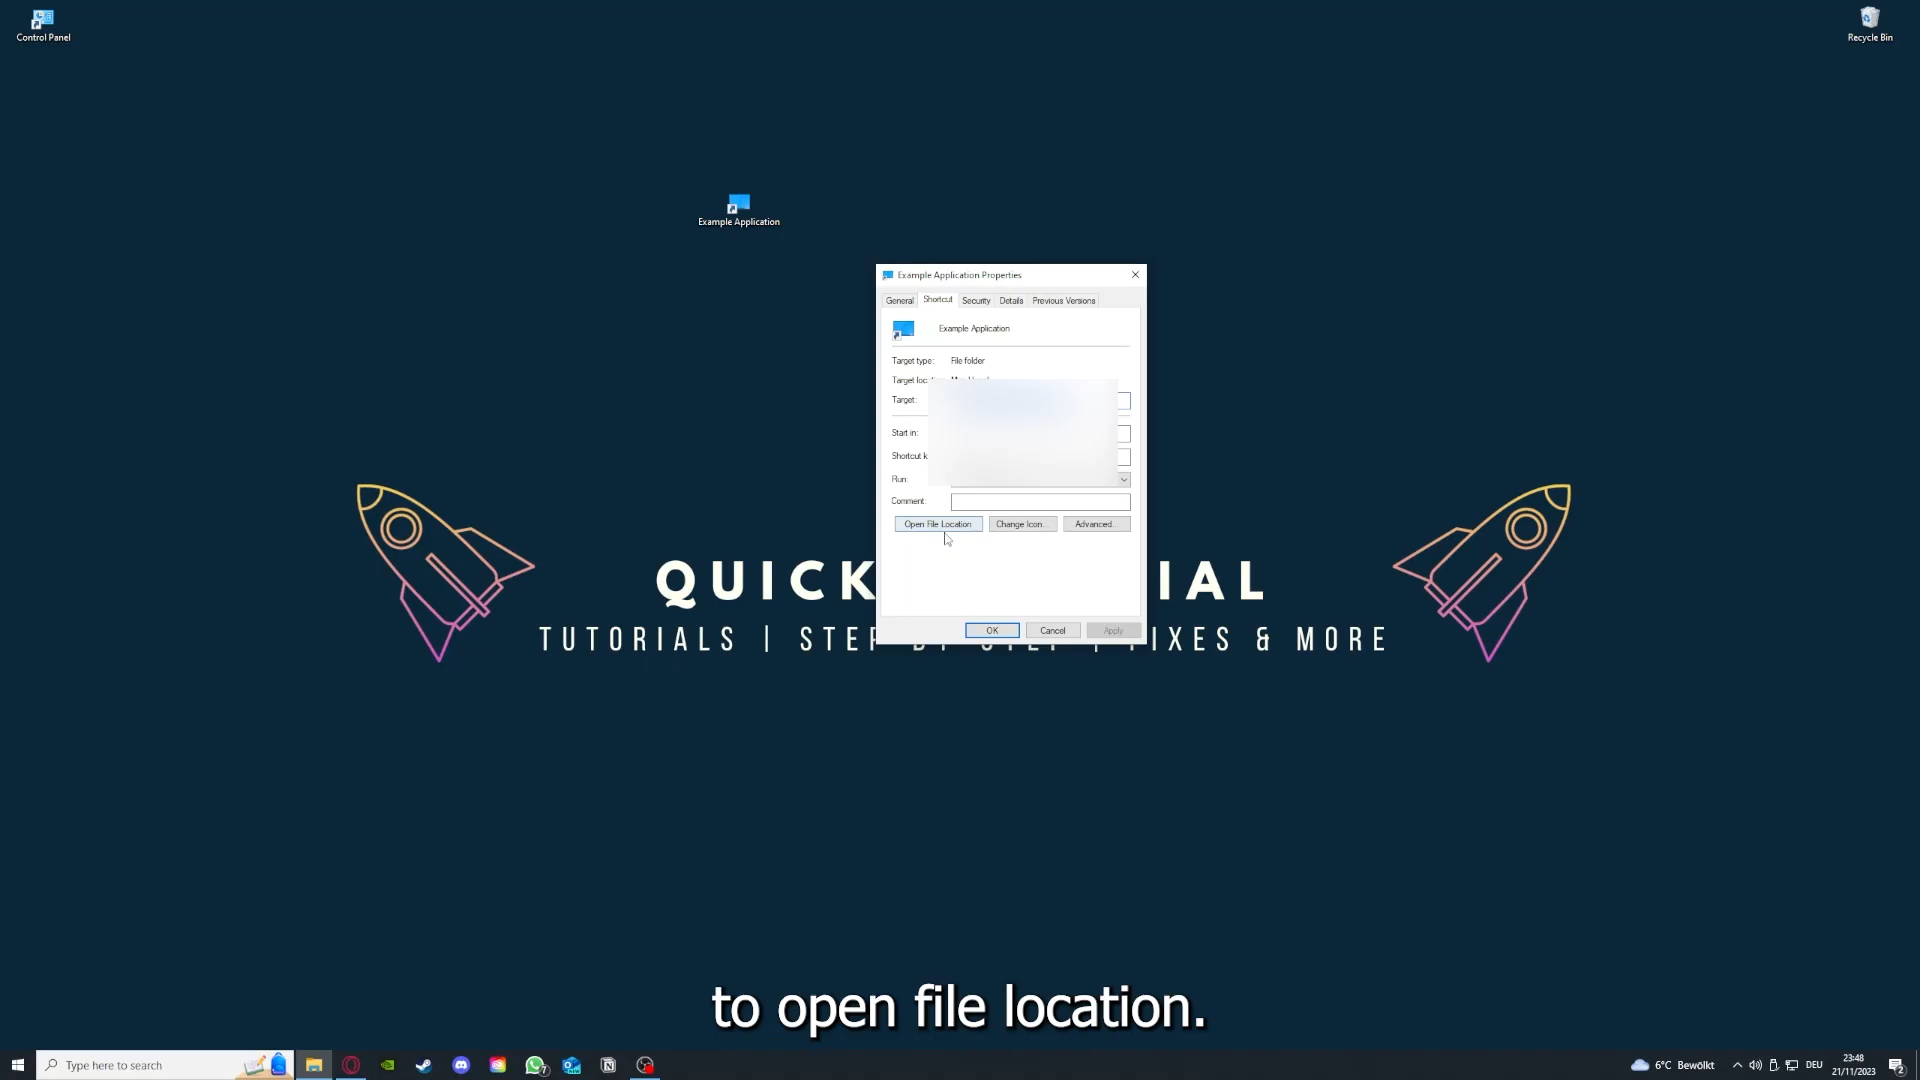 Control Panel
Recycle Bin
Example Application
Example Application Properties
General Shortcut Security Details Previous Versions
Example Application
Target type: File folder
Target
Target:
Start in:
Shortcut
Run:
Comment:
Open File Location Change Icon... Advanced...
OK Cancel Apply
QUICK IAL
TUTORIALS | STEP BY STEP | FIXES & MORE
to open file location.
Type here to search
7
6°C Bewölkt
DEU
23:48
21/11/2023
2